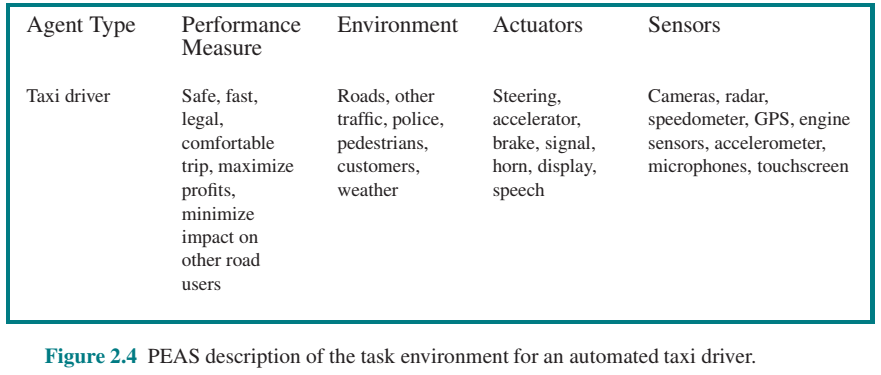 Agent Type Performance Measure Environment Actuators Sensors
Taxi driver
Safe, fast,
legal,
comfortable
trip, maximize
profits,
minimize
impact on
other road
users
Roads, other
traffic, police,
pedestrians,
customers,
weather
Steering,
accelerator,
brake, signal,
horn, display,
speech
Cameras, radar,
speedometer, GPS, engine
sensors, accelerometer,
microphones, touchscreen
Figure 2.4 PEAS description of the task environment for an automated taxi driver.